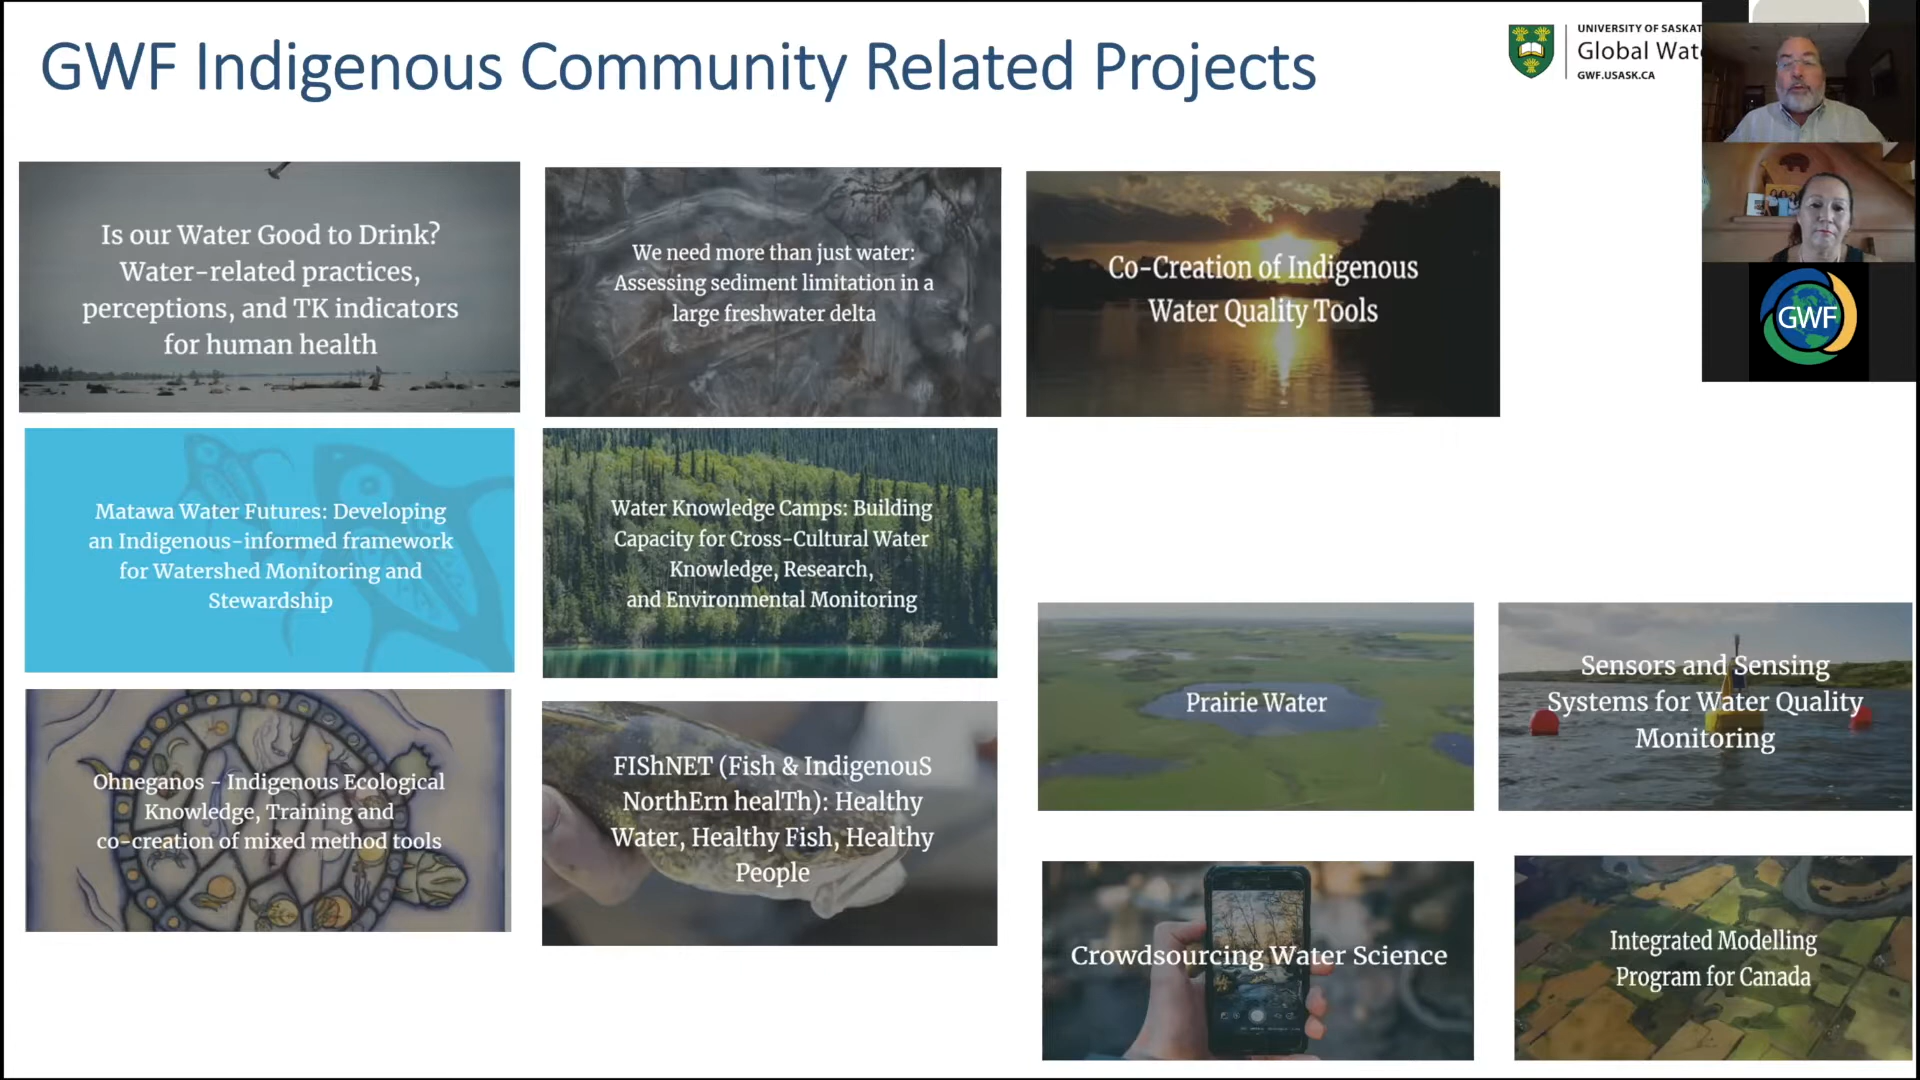 GWF Indigenous Community Related Projects
UNIVERSITY OF SASKAT
Global Wat
GWF.USASK.CA
Is our Water Good to Drink?
Water-related practices,
perceptions, and TK indicators
for human health
We need more than just water:
Assessing sediment limitation in a
large freshwater delta
Co-Creation of Indigenous
Water Quality Tools
GWF
Matawa Water Futures: Developing
an Indigenous-informed framework
for Watershed Monitoring and
Stewardship
Water Knowledge Camps: Building
Capacity for Cross-Cultural Water
Knowledge, Research,
and Environmental Monitoring
Prairie Water
Sensors and Sensing
Systems for Water Quality
Monitoring
Ohneganos - Indigenous Ecological
Knowledge, Training and
co-creation of mixed method tools
FIShNET (Fish & IndigenouS
NorthErn healTh): Healthy
Water, Healthy Fish, Healthy
People
Crowdsourcing Water Science
Integrated Modelling
Program for Canada